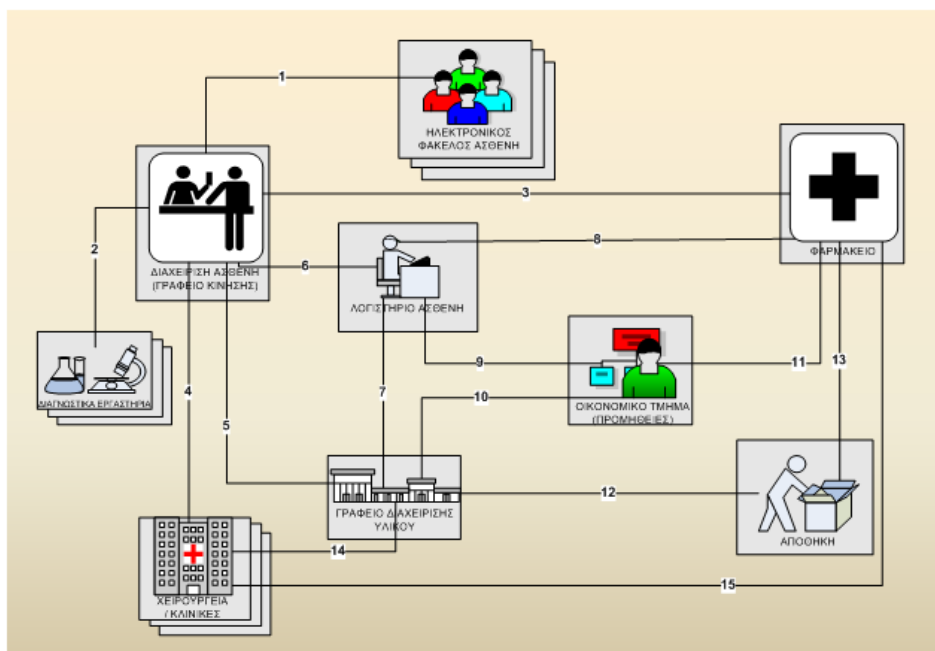 1
ΗΛΕΚΤΡΟΝΙΚΟΣ
ΦΑΚΕΛΟΣ ΑΣΘΕΝΗ
3
ΦΑΡΜΑΚΕΙΟ
2
ΔΙΑΧΕΙΡΙΣΗ ΑΣΘΕΝΗ
(ΓΡΑΦΕΙΟ ΚΙΝΗΣΗΣ)
6
8
ΛΟΓΙΣΤΗΡΙΟ ΑΣΘΕΝΗ
9
11
13
4
7
10
5
ΔΙΑΓΝΩΣΤΙΚΑ ΕΡΓΑΣΤΗΡΙΑ
ΟΙΚΟΝΟΜΙΚΟ ΤΜΗΜΑ
(ΠΡΟΜΗΘΕΙΕΣ)
12
ΓΡΑΦΕΙΟ ΔΙΑΧΕΙΡΙΣΗΣ
ΥΛΙΚΟΥ
ΑΠΟΘΗΚΗ
14
15
ΧΕΙΡΟΥΡΓΕΙΑ
/ ΚΛΙΝΙΚΕΣ